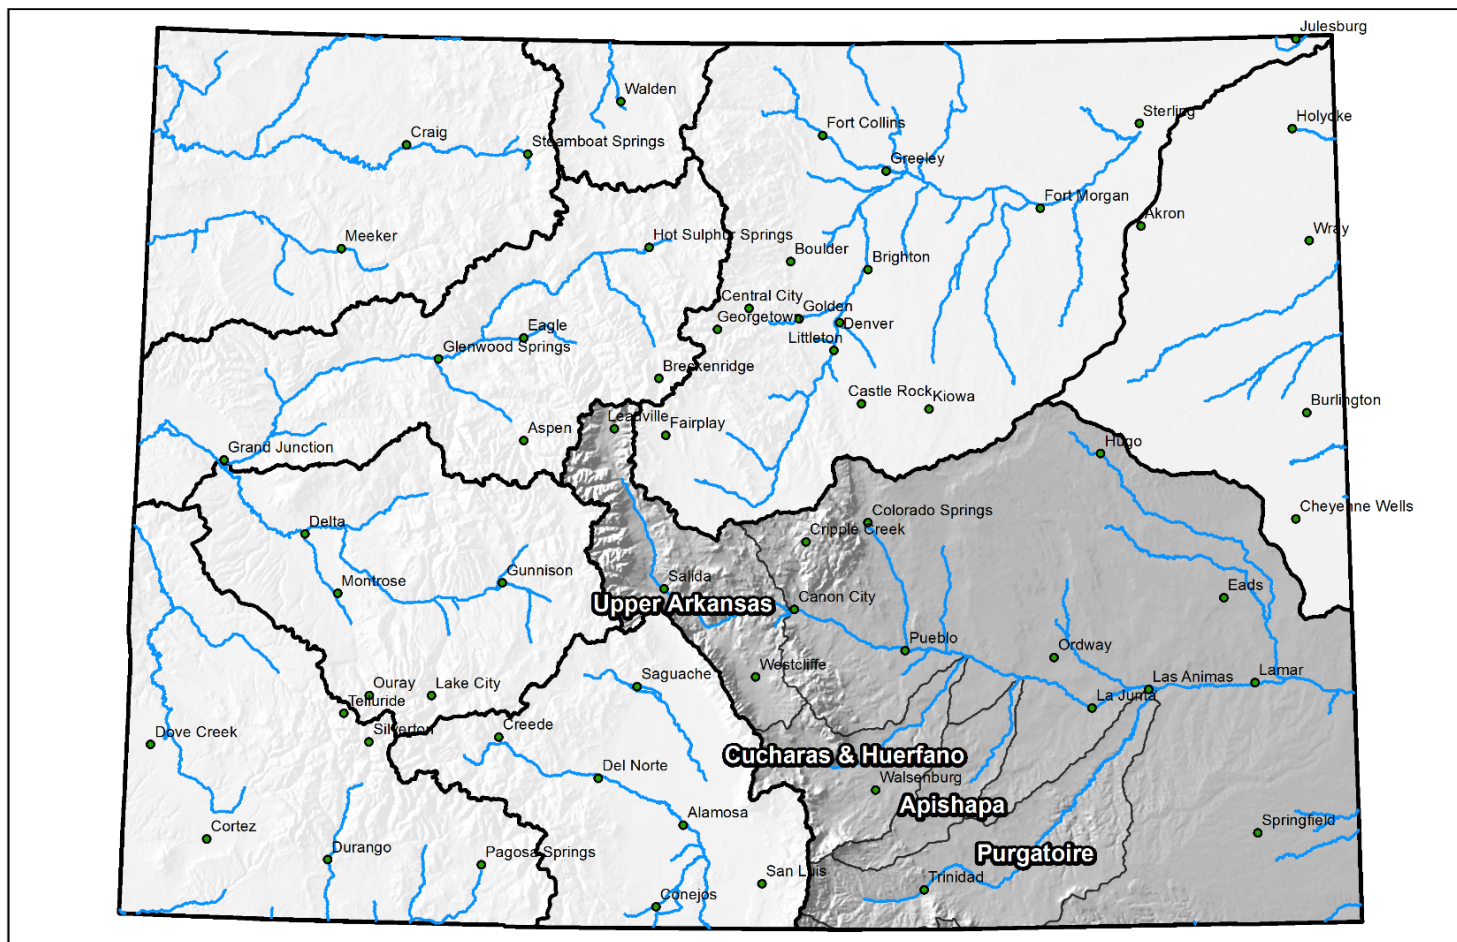 Julesburg
Walden
Sterling
Holyoke
Fort Collins
Craig
Steamboat Springs
Greeley
Fort Morgan
Akron
Wray
Meeker
Hot Sulphur Springs
Boulder
Brighton
Central City
Golden
Georgetown
Denver
Eagle
Littleton
Glenwood Springs
Breckenridge
Castle Rock
Kiowa
Burlington
Leadville
Fairplay
Aspen
Hugo
Grand Junction
Cheyenne Wells
Colorado Springs
Delta
Cripple Creek
Gunnison
Montrose
Salida
Eads
Upper Arkansas
Canon City
Pueblo
Ordway
Westcliffe
Saguache
Las Animas
Lamar
Ouray
Lake City
La Junta
Telluride
Creede
Silverton
Dove Creek
Cucharas & Huerfano
Del Norte
Walsenburg
Apishapa
Alamosa
Springfield
Cortez
Durango
Pagosa Springs
Purgatoire
San Luis
Trinidad
Conejos